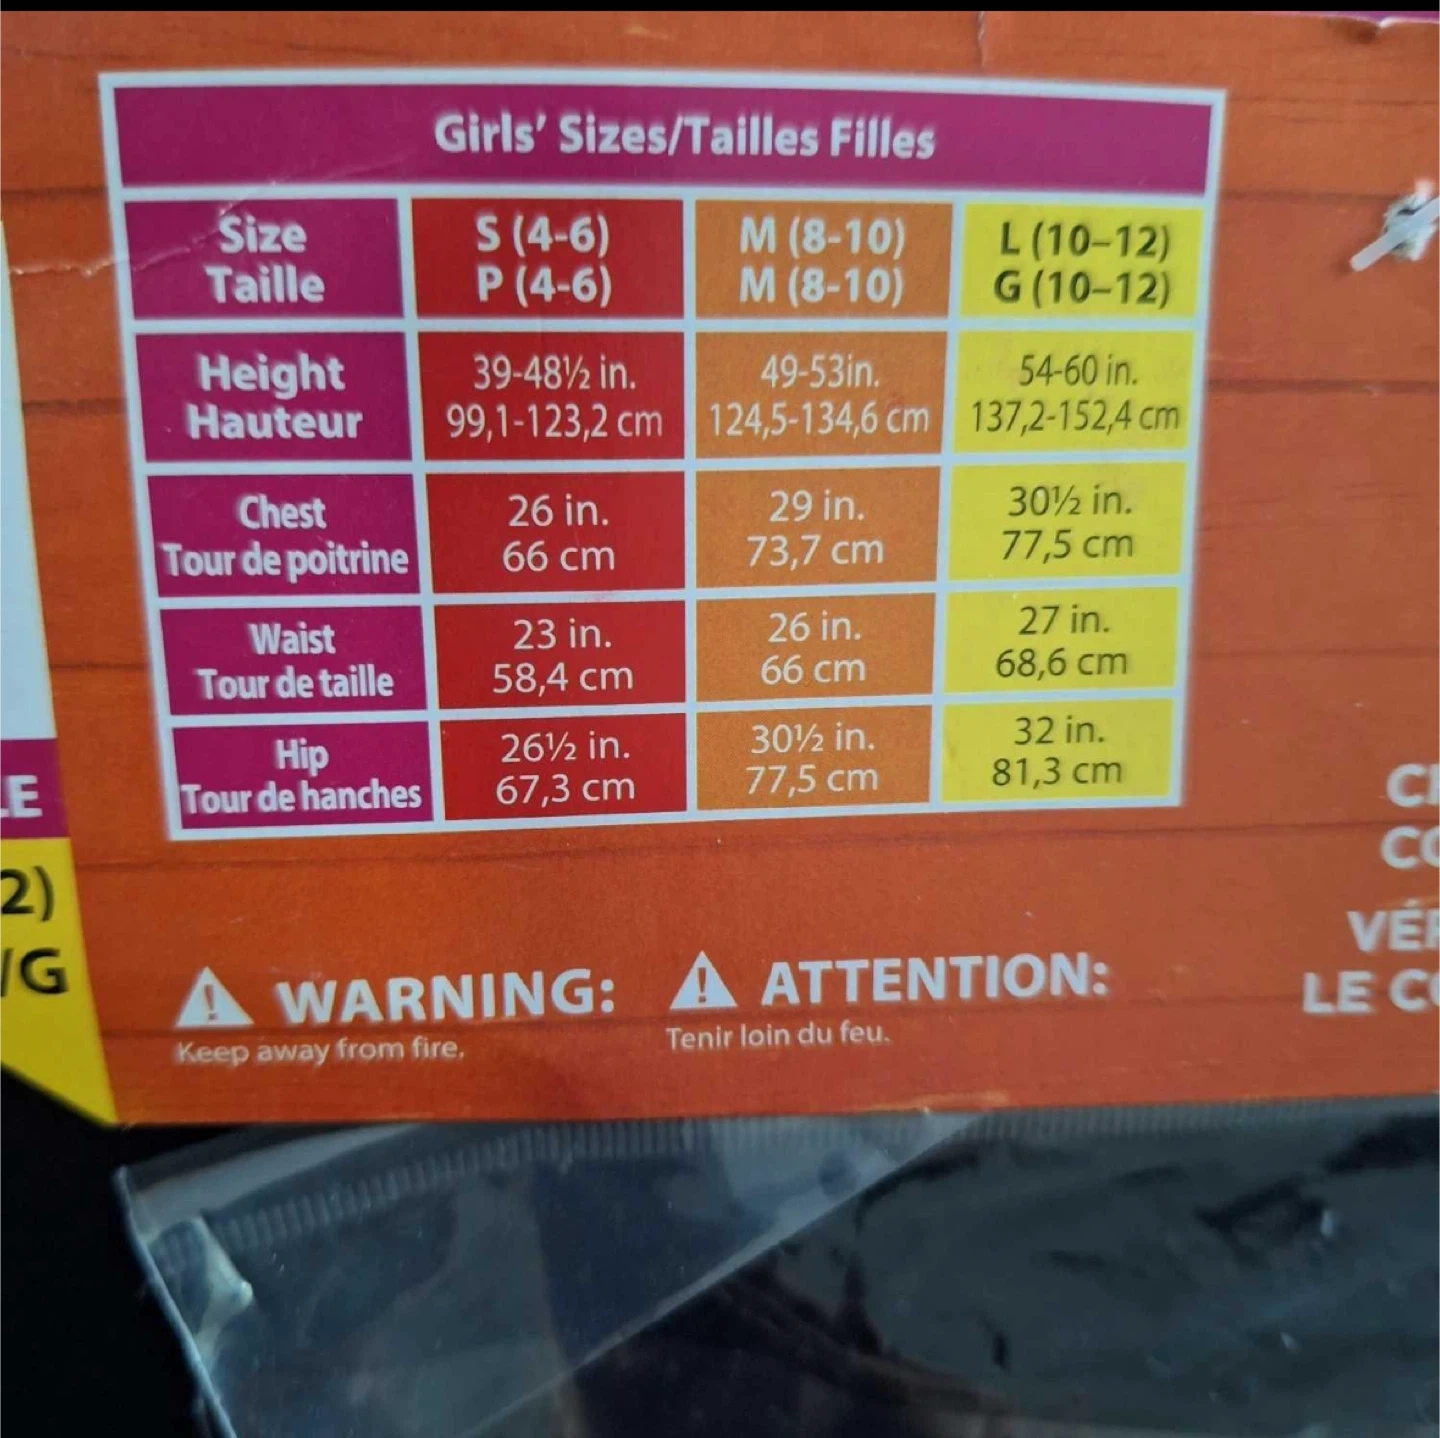 Girls' Sizes/Tailles Filles
Size
Taille
S (4-6)
P (4-6)
M (8-10)
M (8-10)
L (10–12)
G (10–12)
Height
Hauteur
39-48½ in.
99,1-123,2 cm
49-53in.
124,5-134,6 cm
54-60 in.
137,2-152,4 cm
Chest
Tour de poitrine
26 in.
66 cm
29 in.
73,7 cm
30½ in.
77,5 cm
Waist
Tour de taille
23 in.
58,4 cm
26 in.
66 cm
27 in.
68,6 cm
Hip
Tour de hanches
26½ in.
67,3 cm
30½ in.
77,5 cm
32 in.
81,3 cm
LE
2)
/G
WARNING:
Keep away from fire.
ATTENTION:
Tenir loin du feu.
LE